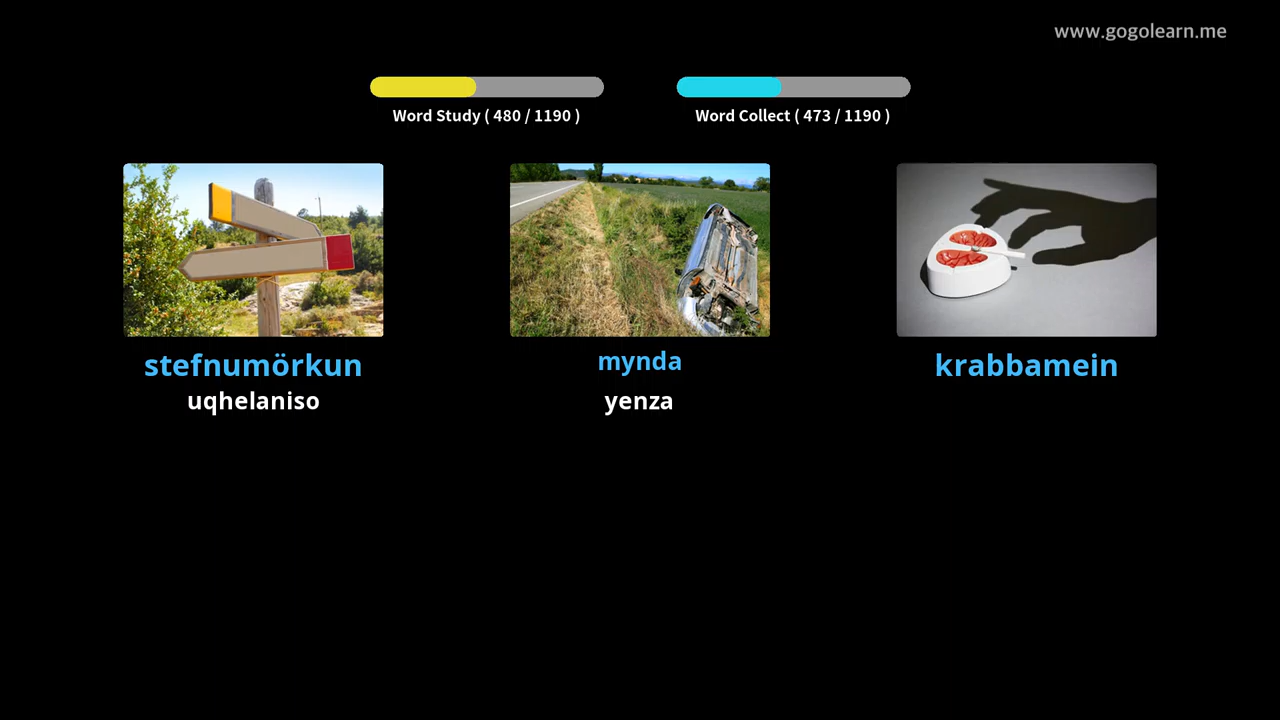 www.gogolearn.me
Word Study ( 480 / 1190 )
Word Collect ( 473 / 1190 )
stefnumörkun
uqhelaniso
mynda
yenza
krabbamein